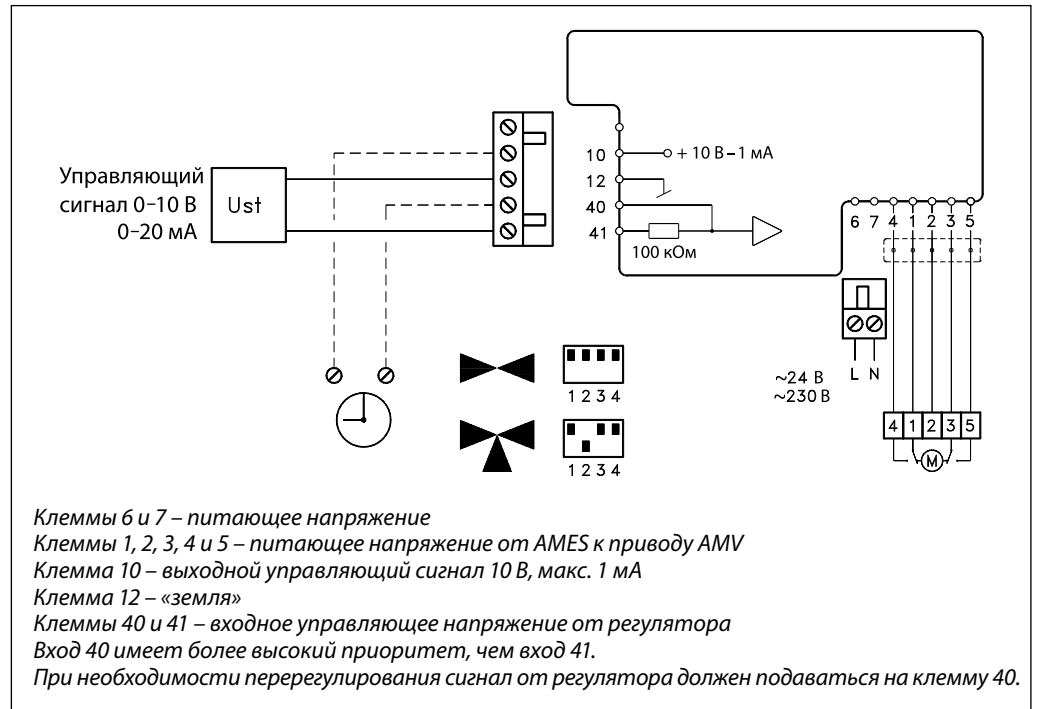 10
+ 10 В – 1 мА
12
40
41
100 кОм
Управляющий
сигнал 0–10 В
0–20 мА
Ust
6 7 4 1 2 3 5
L N
~24 В
~230 В
1 2 3 4
1 2 3 4
4 1 2 3 5
M
Клеммы 6 и 7 – питающее напряжение
Клеммы 1, 2, 3, 4 и 5 – питающее напряжение от AMES к приводу AMV
Клемма 10 – выходной управляющий сигнал 10 В, макс. 1 мА
Клемма 12 – «земля»
Клеммы 40 и 41 – входное управляющее напряжение от регулятора
Вход 40 имеет более высокий приоритет, чем вход 41.
При необходимости перерегулирования сигнал от регулятора должен подаваться на клемму 40.